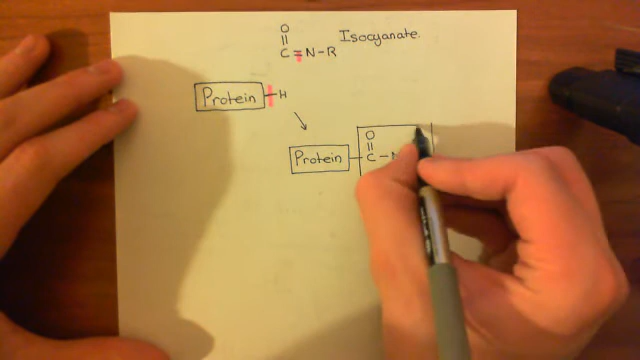 O
C=N-R Isocyanate.
Protein -H
O
Protein -C-N